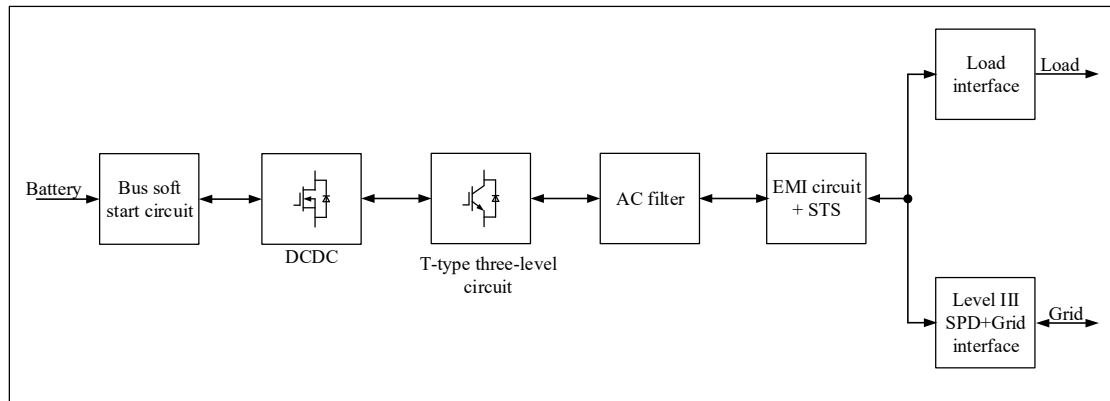 Battery
Bus soft
start circuit
DCDC
T-type three-level
circuit
AC filter
EMI circuit
+ STS
Load
interface
Load
Level III
SPD+Grid
interface
Grid